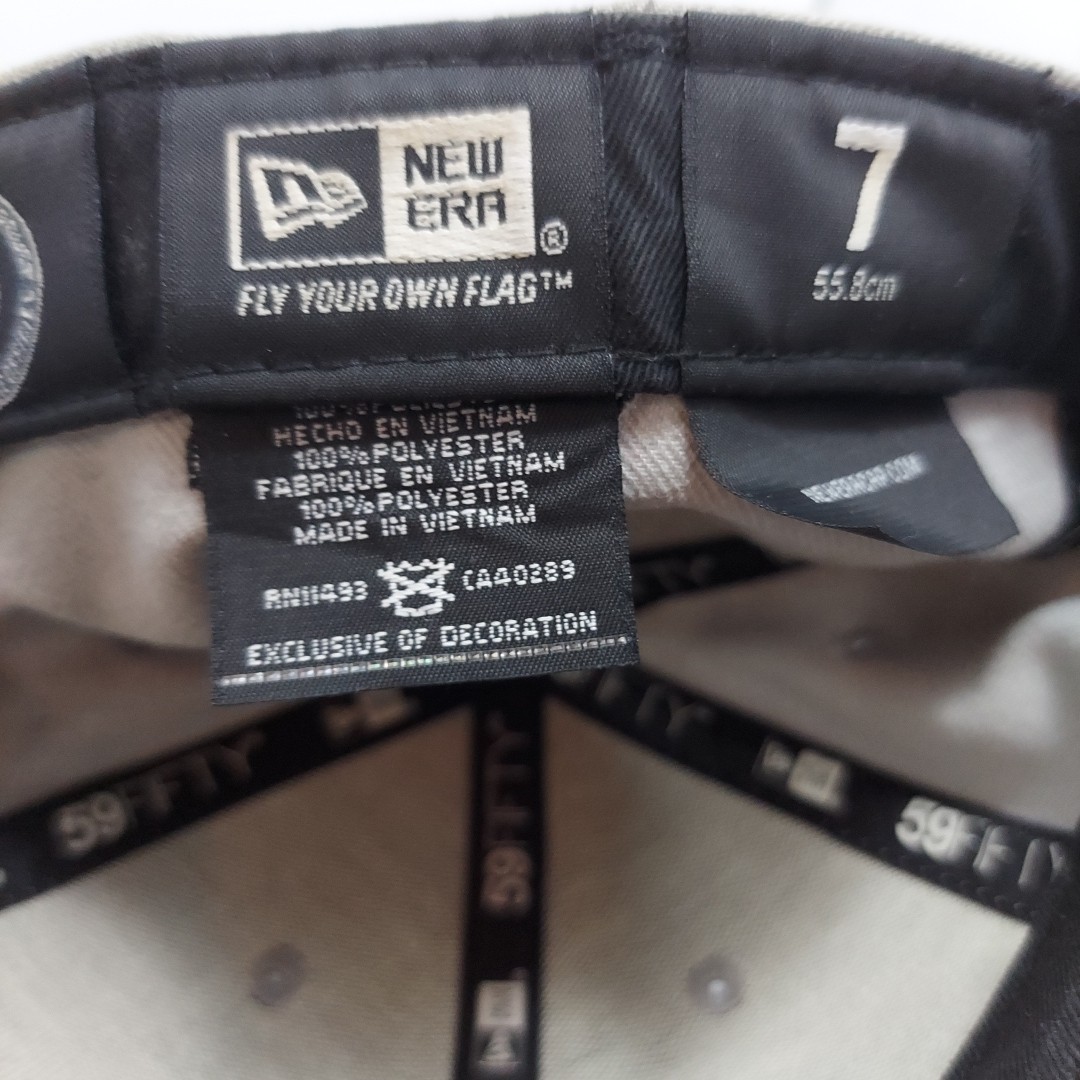 NEW
ERA
®
FLY YOUR OWN FLAG™
7
55.8cm
HECHO EN VIETNAM
100% POLYESTER
FABRIQUE EN VIETNAM
100% POLYESTER
MADE IN VIETNAM
RN11493
CA40289
EXCLUSIVE OF DECORATION
59FIFTY
59FIFTY
59FIFTY